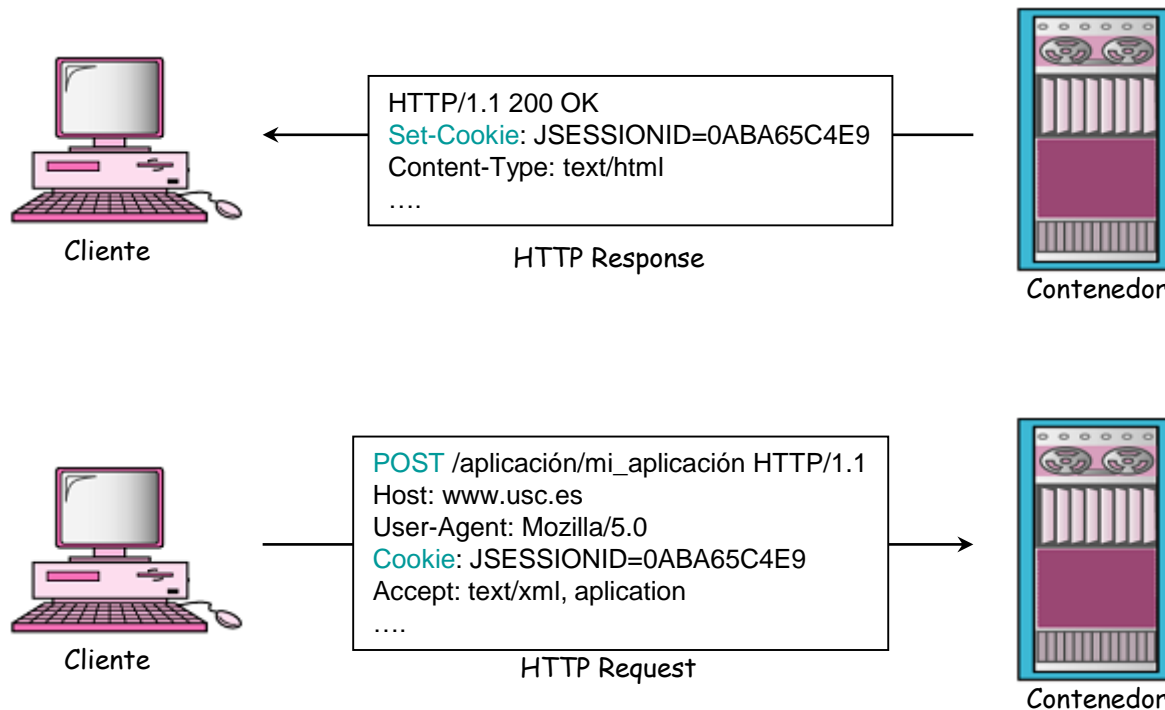 HTTP/1.1 200 OK
Set-Cookie: JSESSIONID=0ABA65C4E9
Content-Type: text/html
….
Cliente
HTTP Response
Contenedor
POST /aplicación/mi_aplicación HTTP/1.1
Host: www.usc.es
User-Agent: Mozilla/5.0
Cookie: JSESSIONID=0ABA65C4E9
Accept: text/xml, aplication
….
Cliente
HTTP Request
Contenedor